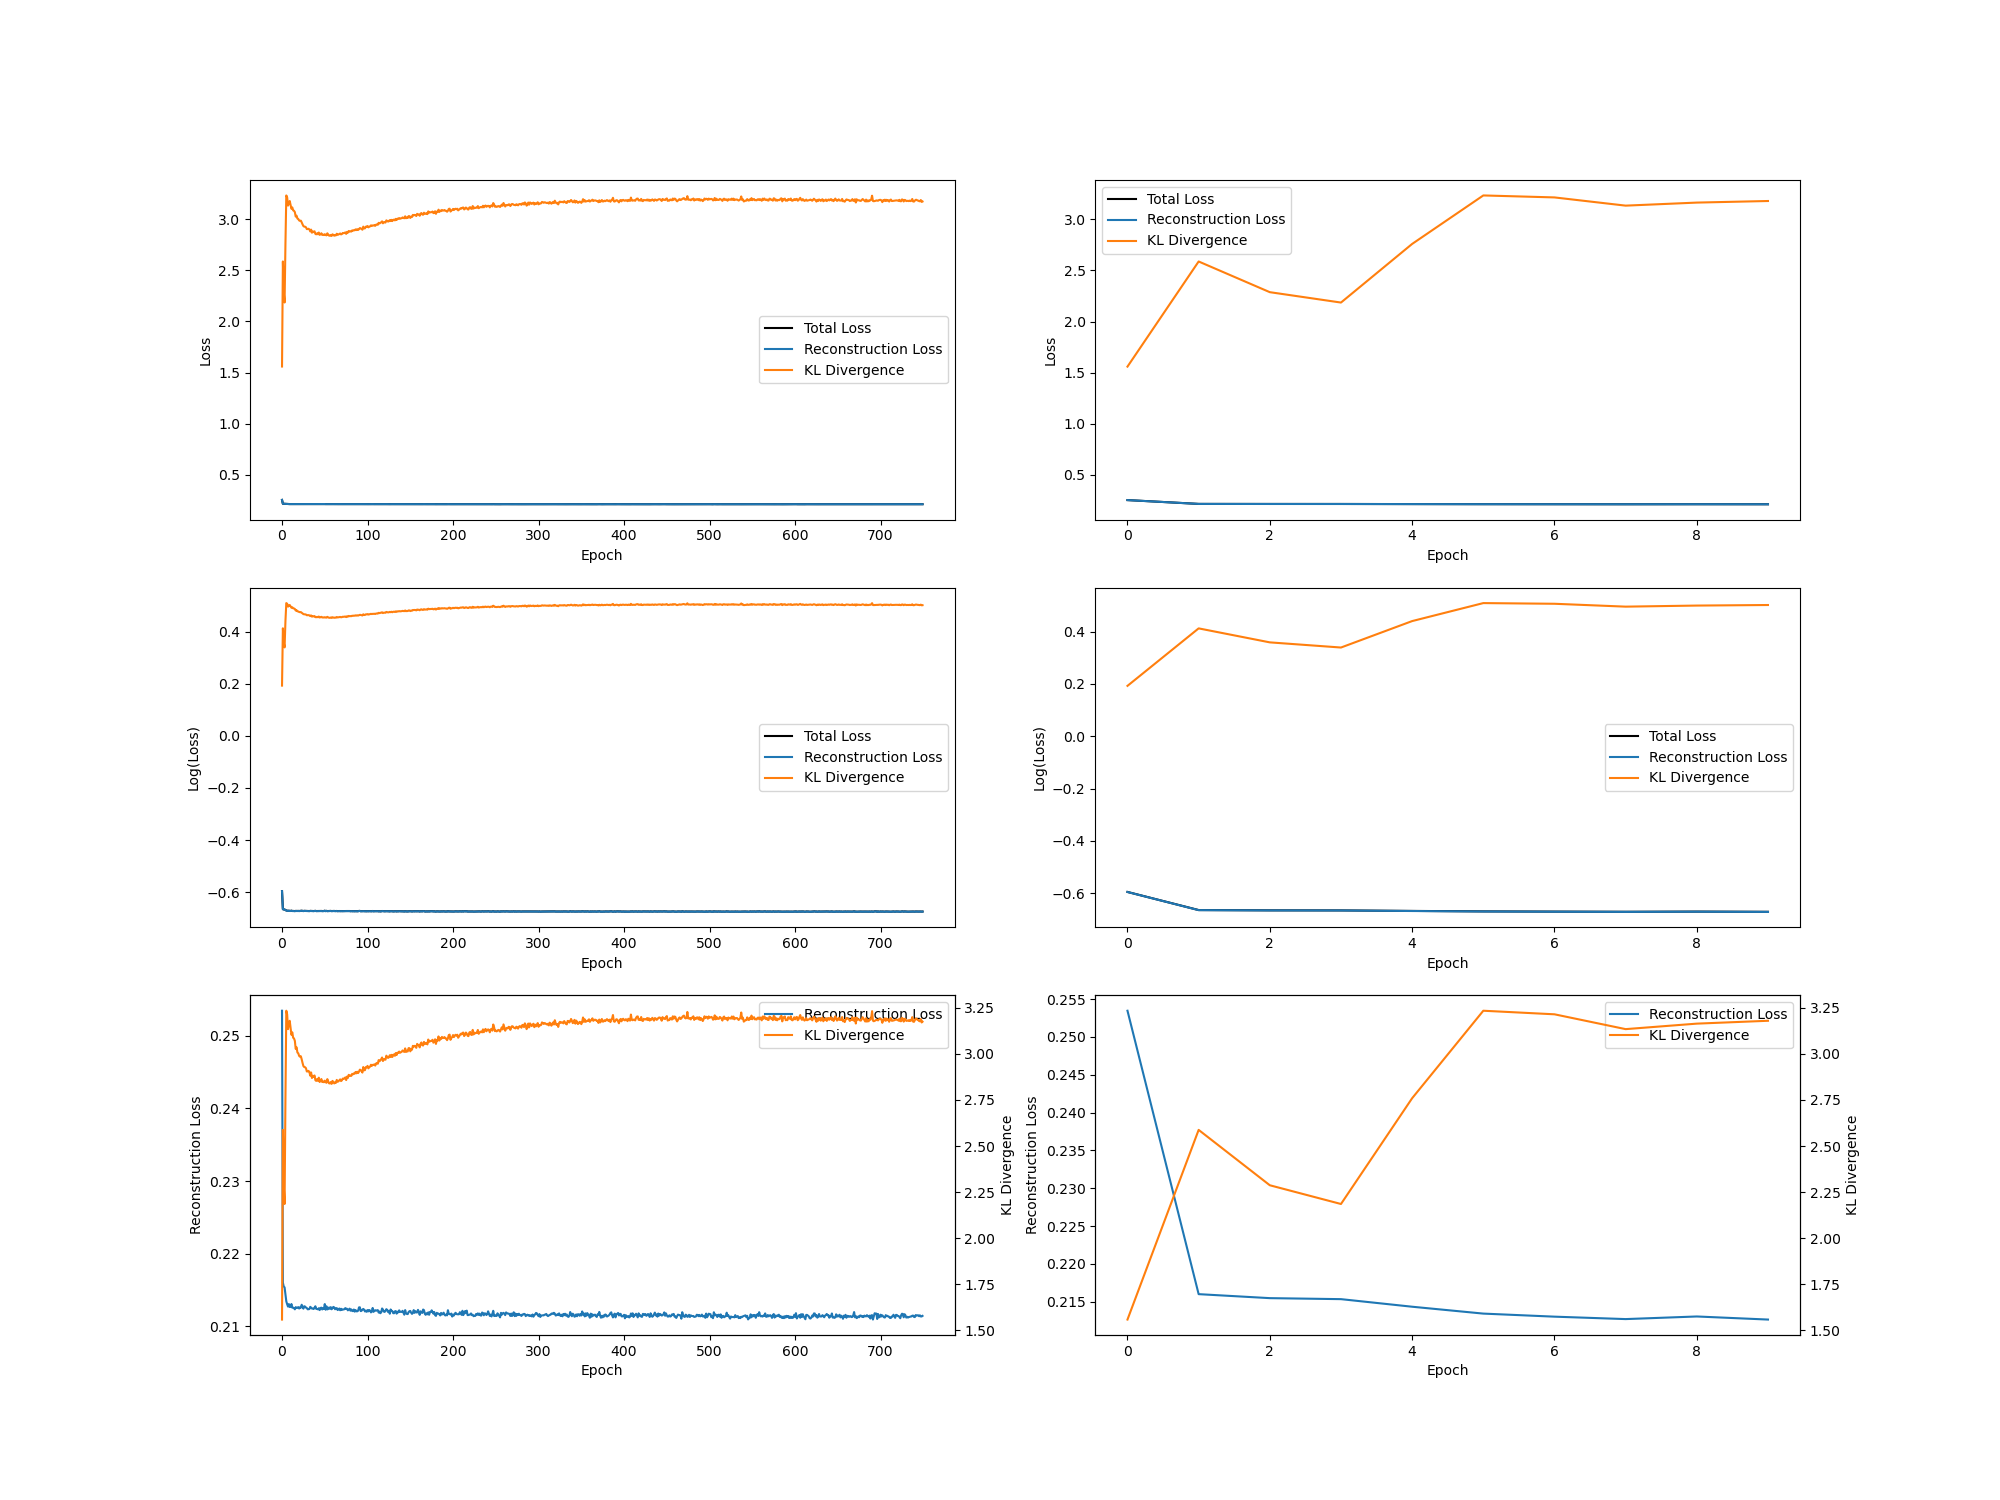 3.0
2.5
2.0
1.5
1.0
0.5
Loss
Total Loss
Reconstruction Loss
KL Divergence
0 100 200 300 400 500 600 700
Epoch
3.0
2.5
2.0
1.5
1.0
0.5
Loss
Total Loss
Reconstruction Loss
KL Divergence
0 2 4 6 8
Epoch
0.4
0.2
0.0
−0.2
−0.4
−0.6
Log(Loss)
Total Loss
Reconstruction Loss
KL Divergence
0 100 200 300 400 500 600 700
Epoch
0.4
0.2
0.0
−0.2
−0.4
−0.6
Log(Loss)
Total Loss
Reconstruction Loss
KL Divergence
0 2 4 6 8
Epoch
0.25
0.24
0.23
0.22
0.21
Reconstruction Loss
Reconstruction Loss
KL Divergence
3.25
3.00
2.75
2.50
2.25
2.00
1.75
1.50
KL Divergence
0 100 200 300 400 500 600 700
Epoch
0.255
0.250
0.245
0.240
0.235
0.230
0.225
0.220
0.215
Reconstruction Loss
Reconstruction Loss
KL Divergence
3.25
3.00
2.75
2.50
2.25
2.00
1.75
1.50
KL Divergence
0 2 4 6 8
Epoch